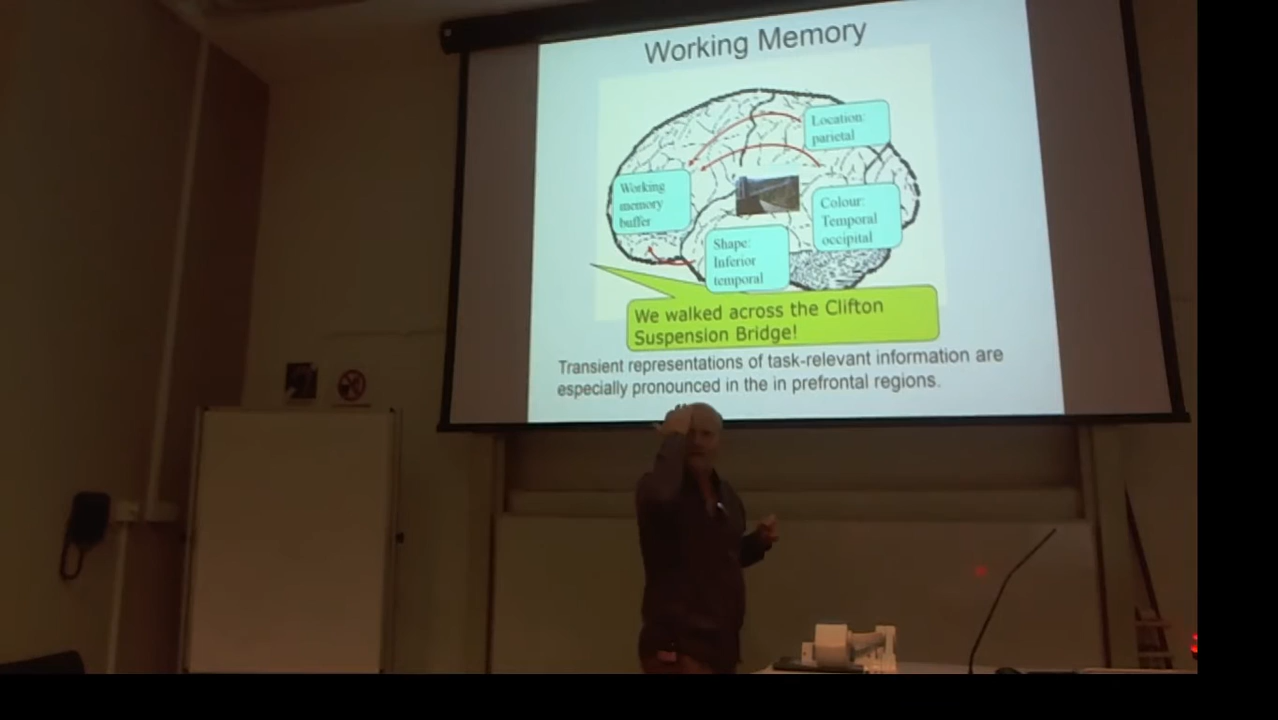 Working Memory
Location:
parietal
Working
memory
buffer
Colour:
Temporal
occipital
Shape:
Inferior
temporal
We walked across the Clifton
Suspension Bridge!
Transient representations of task-relevant information are
especially pronounced in the in prefrontal regions.